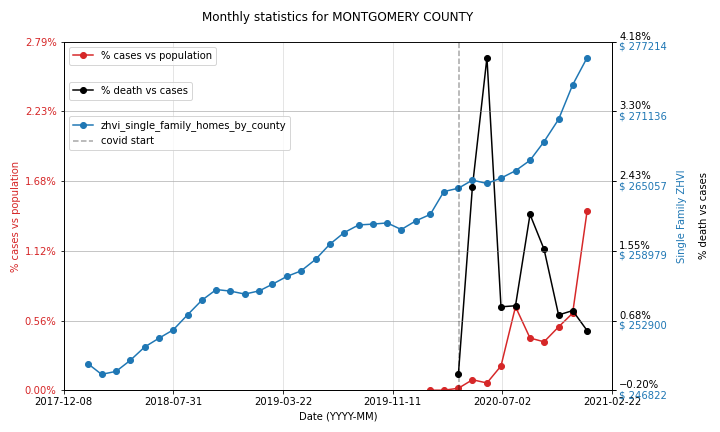 Monthly statistics for MONTGOMERY COUNTY
2.79%
2.23%
1.68%
1.12%
0.56%
0.00%
% cases vs population
% cases vs population
% death vs cases
zhvi_single_family_homes_by_county
covid start
4.18%
$ 277214
3.30%
$ 271136
2.43%
$ 265057
1.55%
$ 258979
0.68%
$ 252900
−0.20%
$ 246822
Single Family ZHVI
% death vs cases
2017-12-08
2018-07-31
2019-03-22
2019-11-11
2020-07-02
2021-02-22
Date (YYYY-MM)